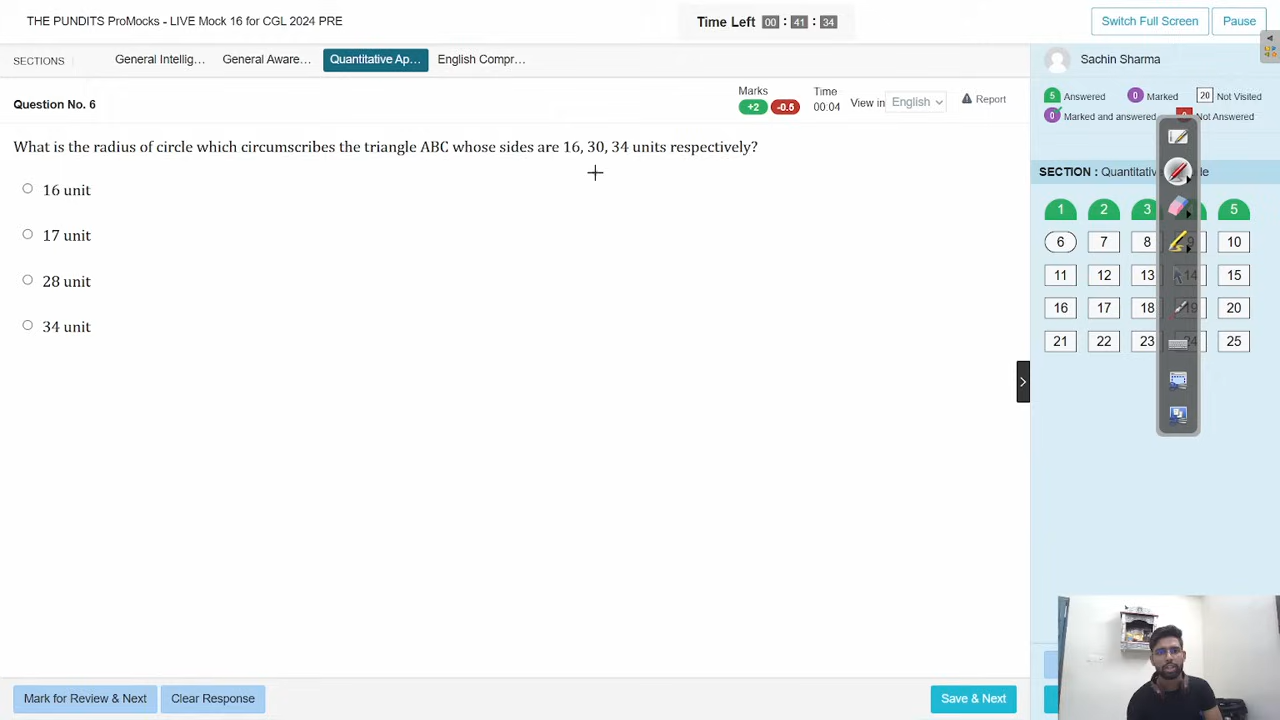 THE PUNDITS ProMocks - LIVE Mock 16 for CGL 2024 PRE
Time Left 00 : 41 : 34
Switch Full Screen
Pause
SECTIONS
General Intellig...
General Aware...
Quantitative Ap...
English Compr...
Sachin Sharma
Question No. 6
Marks
+2 -0.5
Time
00:04
View in English
Report
5 Answered
0 Marked
20 Not Visited
0 Marked and answered
Not Answered
What is the radius of circle which circumscribes the triangle ABC whose sides are 16, 30, 34 units respectively?
16 unit
17 unit
28 unit
34 unit
SECTION :
1 2 3 5
6 7 8 9 10
11 12 13 14 15
16 17 18 19 20
21 22 23 24 25
Mark for Review & Next
Clear Response
Save & Next